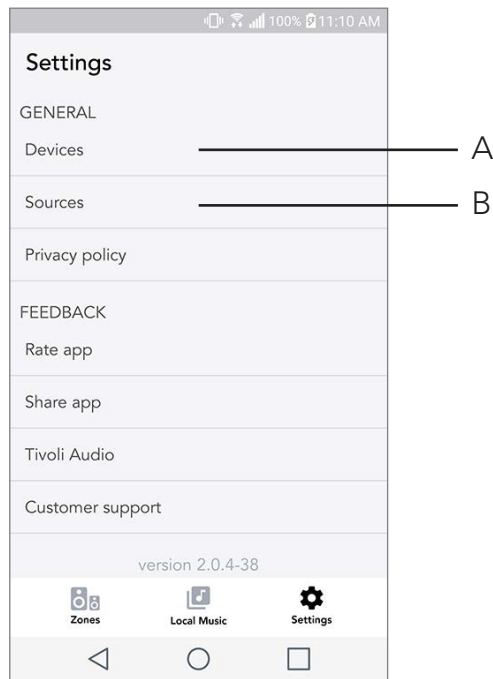 100% 11:10 AM
Settings
GENERAL
Devices
A
Sources
B
Privacy policy
FEEDBACK
Rate app
Share app
Tivoli Audio
Customer support
version 2.0.4-38
Zones Local Music Settings